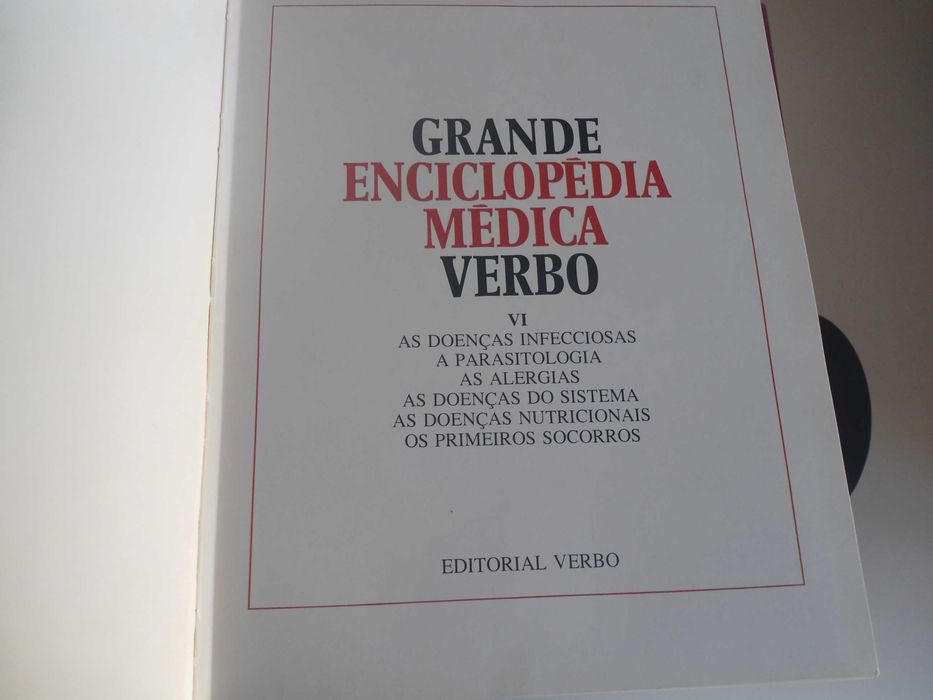 GRANDE
ENCICLOPÉDIA
MÉDICA
VERBO
VI
AS DOENÇAS INFECCIOSAS
A PARASITOLOGIA
AS ALERGIAS
AS DOENÇAS DO SISTEMA
AS DOENÇAS NUTRICIONAIS
OS PRIMEIROS SOCORROS
EDITORIAL VERBO